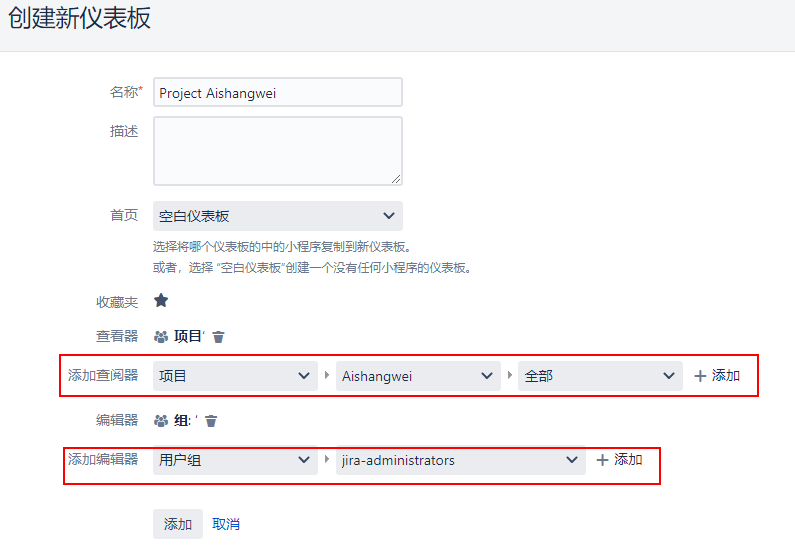 创建新仪表板
名称*
Project Aishangwei
描述
首页
空白仪表板
选择将哪个仪表板的中的小程序复制到新仪表板。
或者，选择 “空白仪表板”创建一个没有任何小程序的仪表板。
收藏夹
查看器 项目'
添加查阅器 项目 Aishangwei 全部 + 添加
编辑器 组: '
添加编辑器 用户组 jira-administrators + 添加
添加 取消